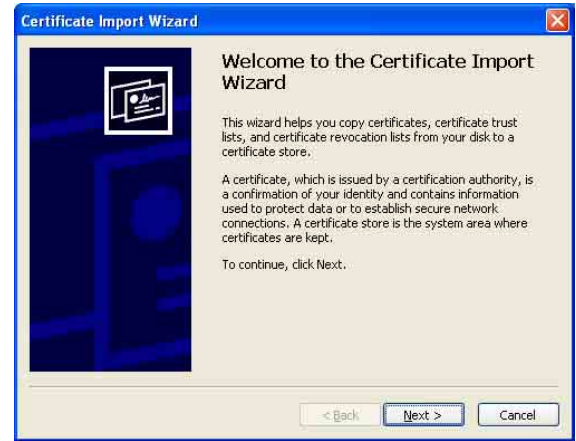 Certificate Import Wizard
Welcome to the Certificate Import
Wizard
This wizard helps you copy certificates, certificate trust
lists, and certificate revocation lists from your disk to a
certificate store.
A certificate, which is issued by a certification authority, is
a confirmation of your identity and contains information
used to protect data or to establish secure network
connections. A certificate store is the system area where
certificates are kept.
To continue, click Next.
< Back Next > Cancel